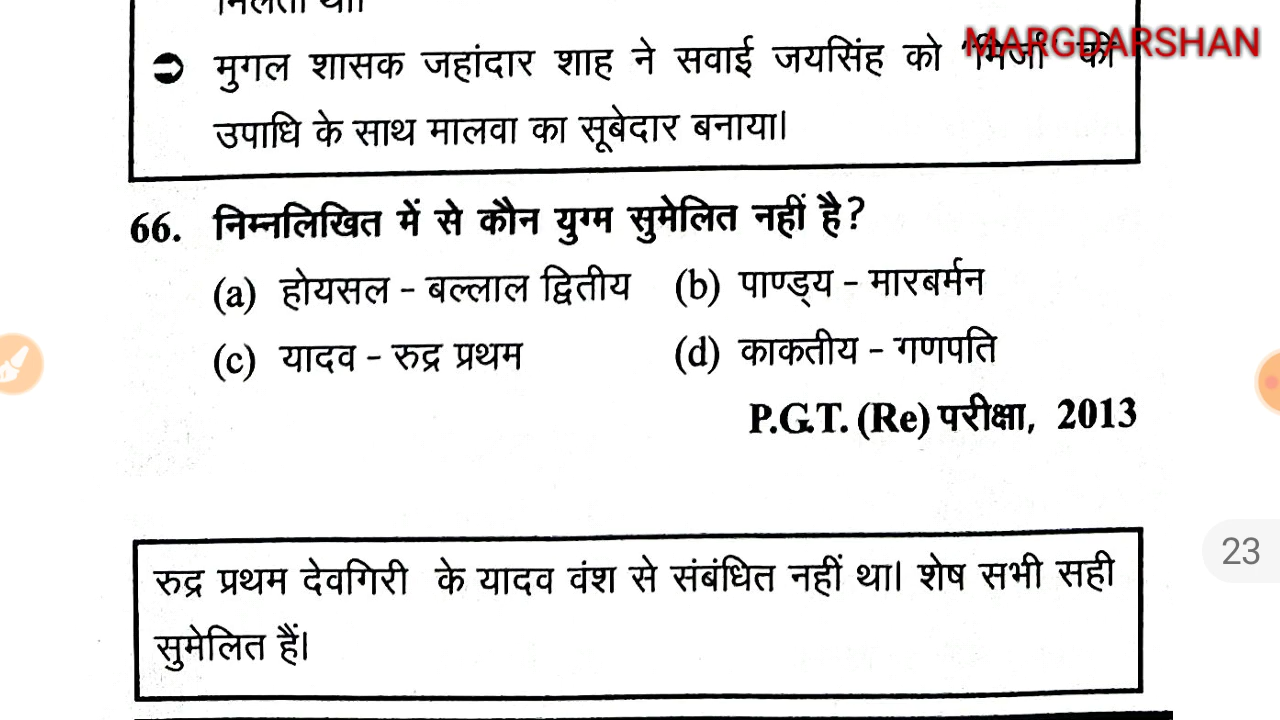 मिलता था।
➲ मुगल शासक जहांदार शाह ने सवाई जयसिंह को 'मिर्जा' की
MARGDARSHAN
उपाधि के साथ मालवा का सूबेदार बनाया।
66. निम्नलिखित में से कौन युग्म सुमेलित नहीं है?
(a) होयसल - बल्लाल द्वितीय (b) पाण्ड्य - मारबर्मन
(c) यादव - रुद्र प्रथम (d) काकतीय - गणपति
P.G.T. (Re) परीक्षा, 2013
23
रुद्र प्रथम देवगिरी के यादव वंश से संबंधित नहीं था। शेष सभी सही
सुमेलित हैं।